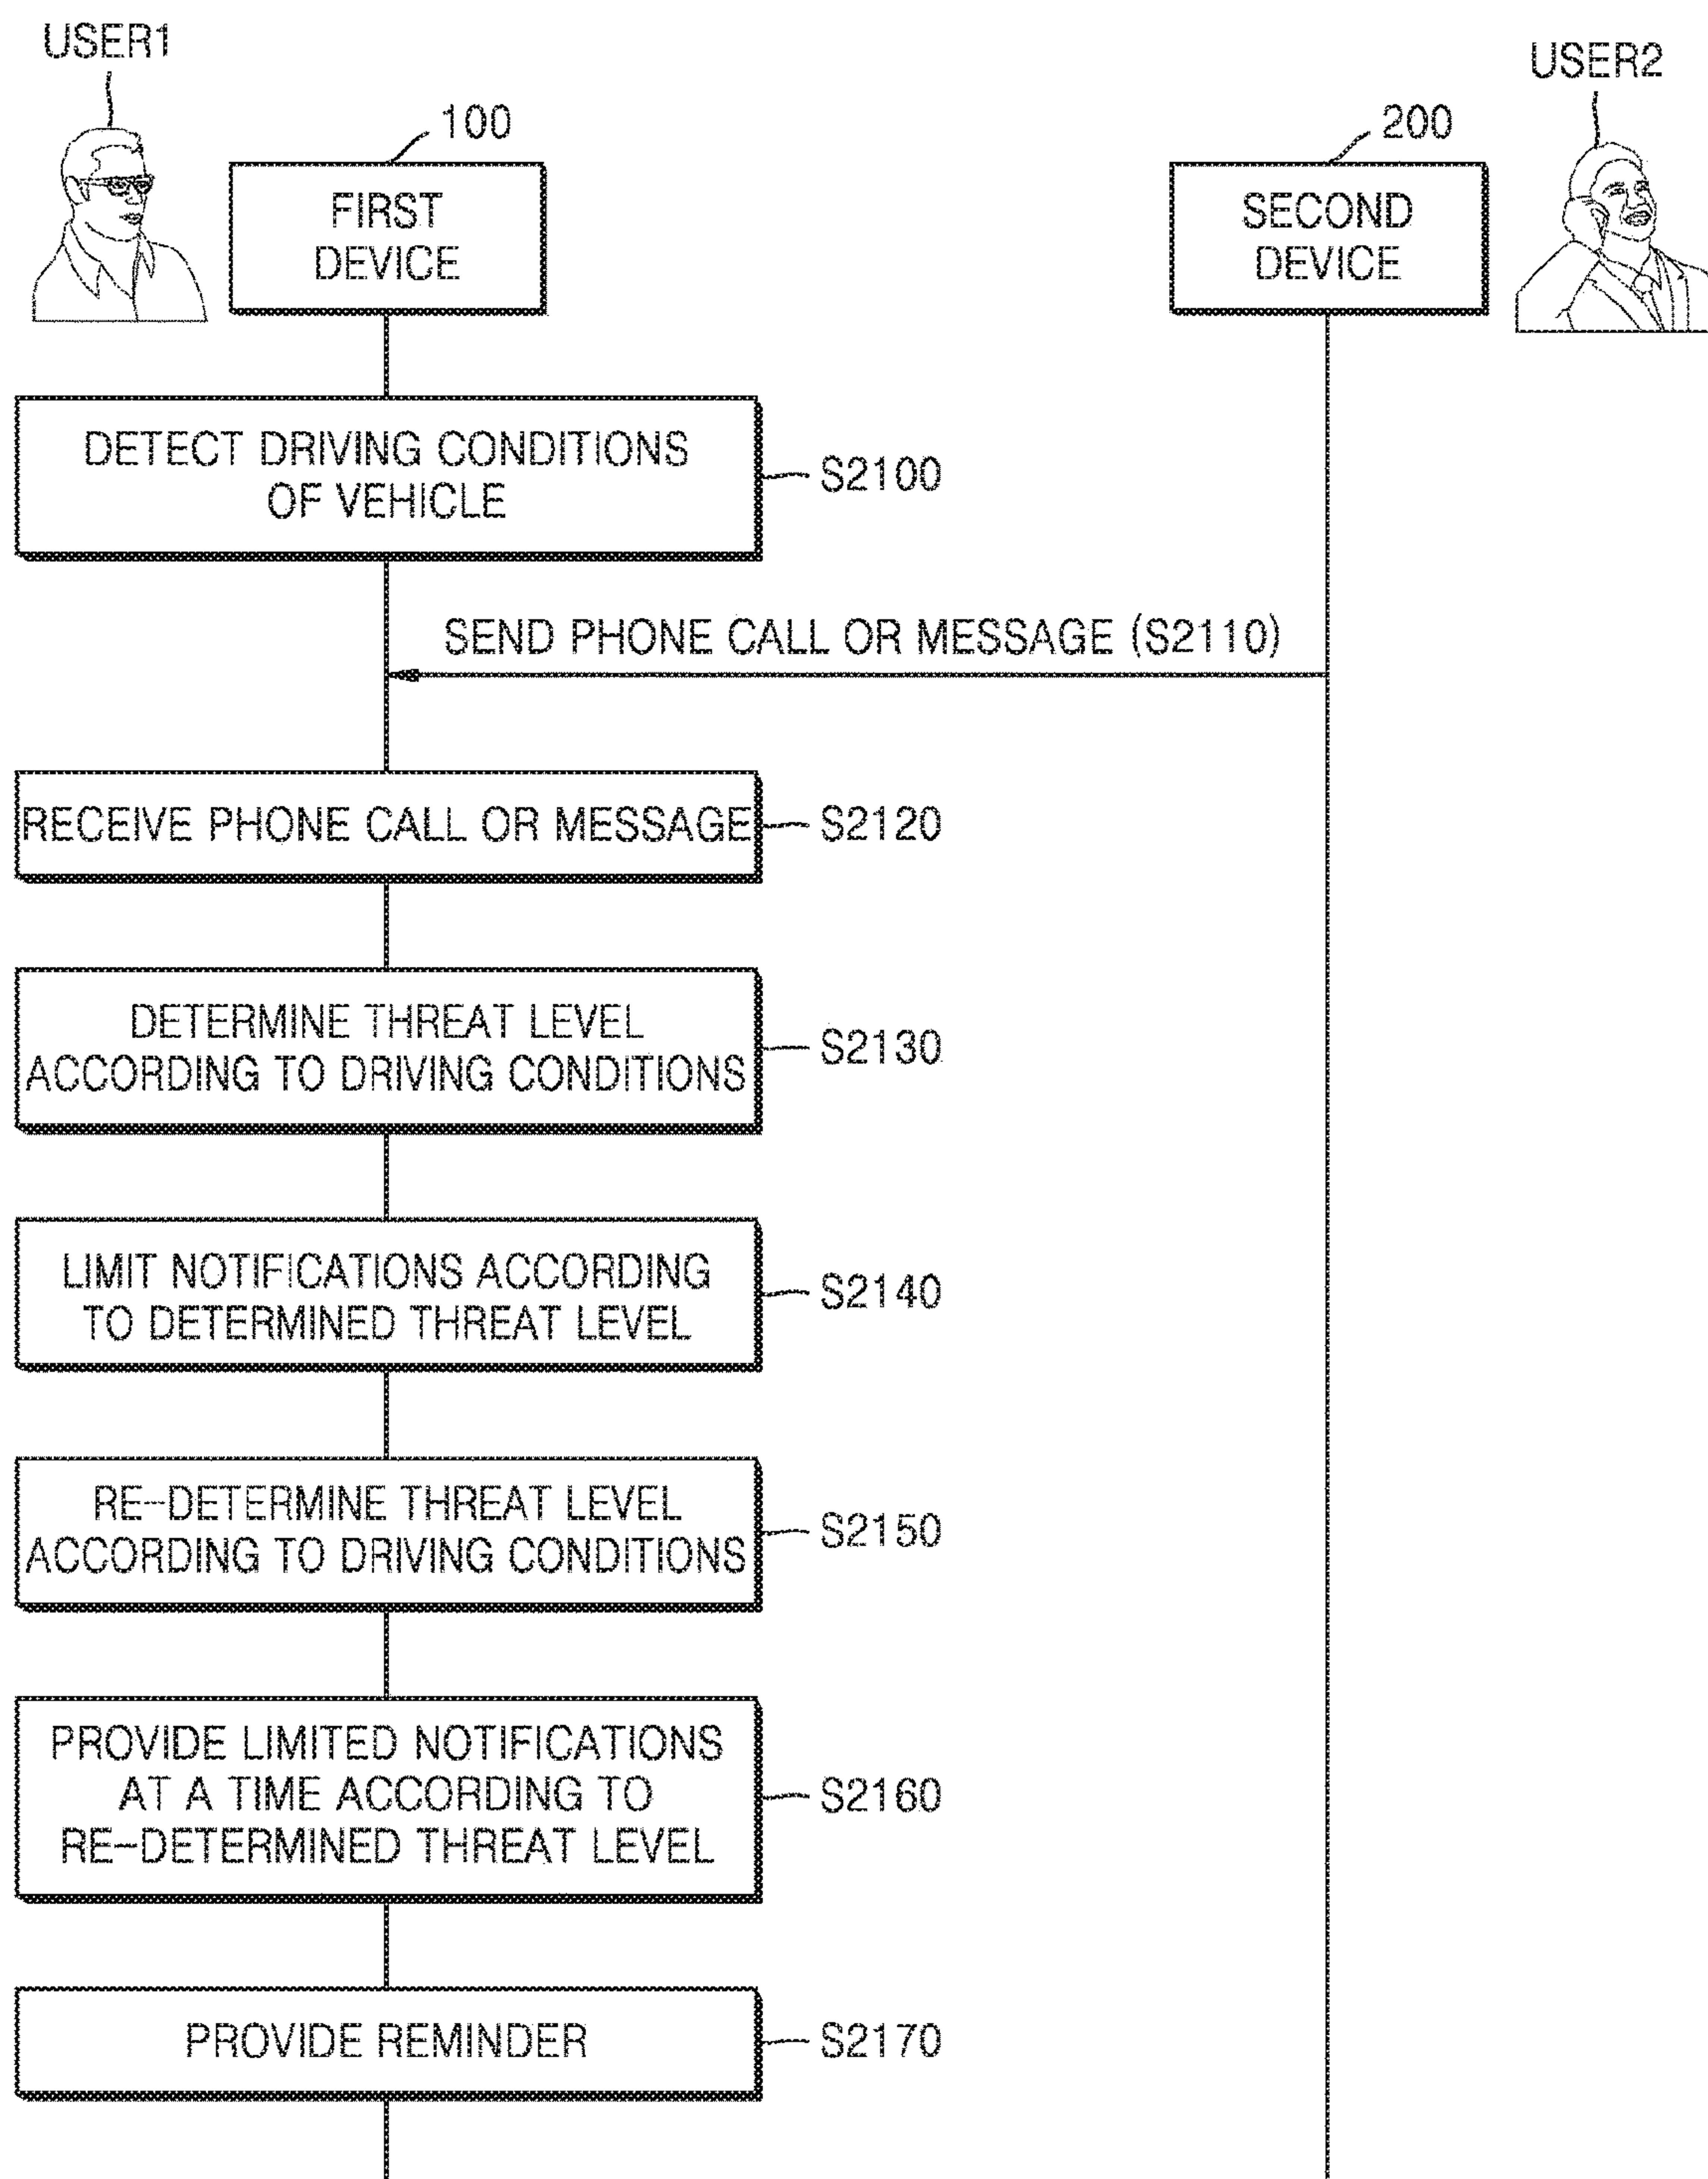 USER1
USER2
100
200
FIRST
DEVICE
SECOND
DEVICE
DETECT DRIVING CONDITIONS
OF VEHICLE
S2100
SEND PHONE CALL OR MESSAGE (S2110)
RECEIVE PHONE CALL OR MESSAGE
S2120
DETERMINE THREAT LEVEL
ACCORDING TO DRIVING CONDITIONS
S2130
LIMIT NOTIFICATIONS ACCORDING
TO DETERMINED THREAT LEVEL
S2140
RE-DETERMINE THREAT LEVEL
ACCORDING TO DRIVING CONDITIONS
S2150
PROVIDE LIMITED NOTIFICATIONS
AT A TIME ACCORDING TO
RE-DETERMINED THREAT LEVEL
S2160
PROVIDE REMINDER
S2170